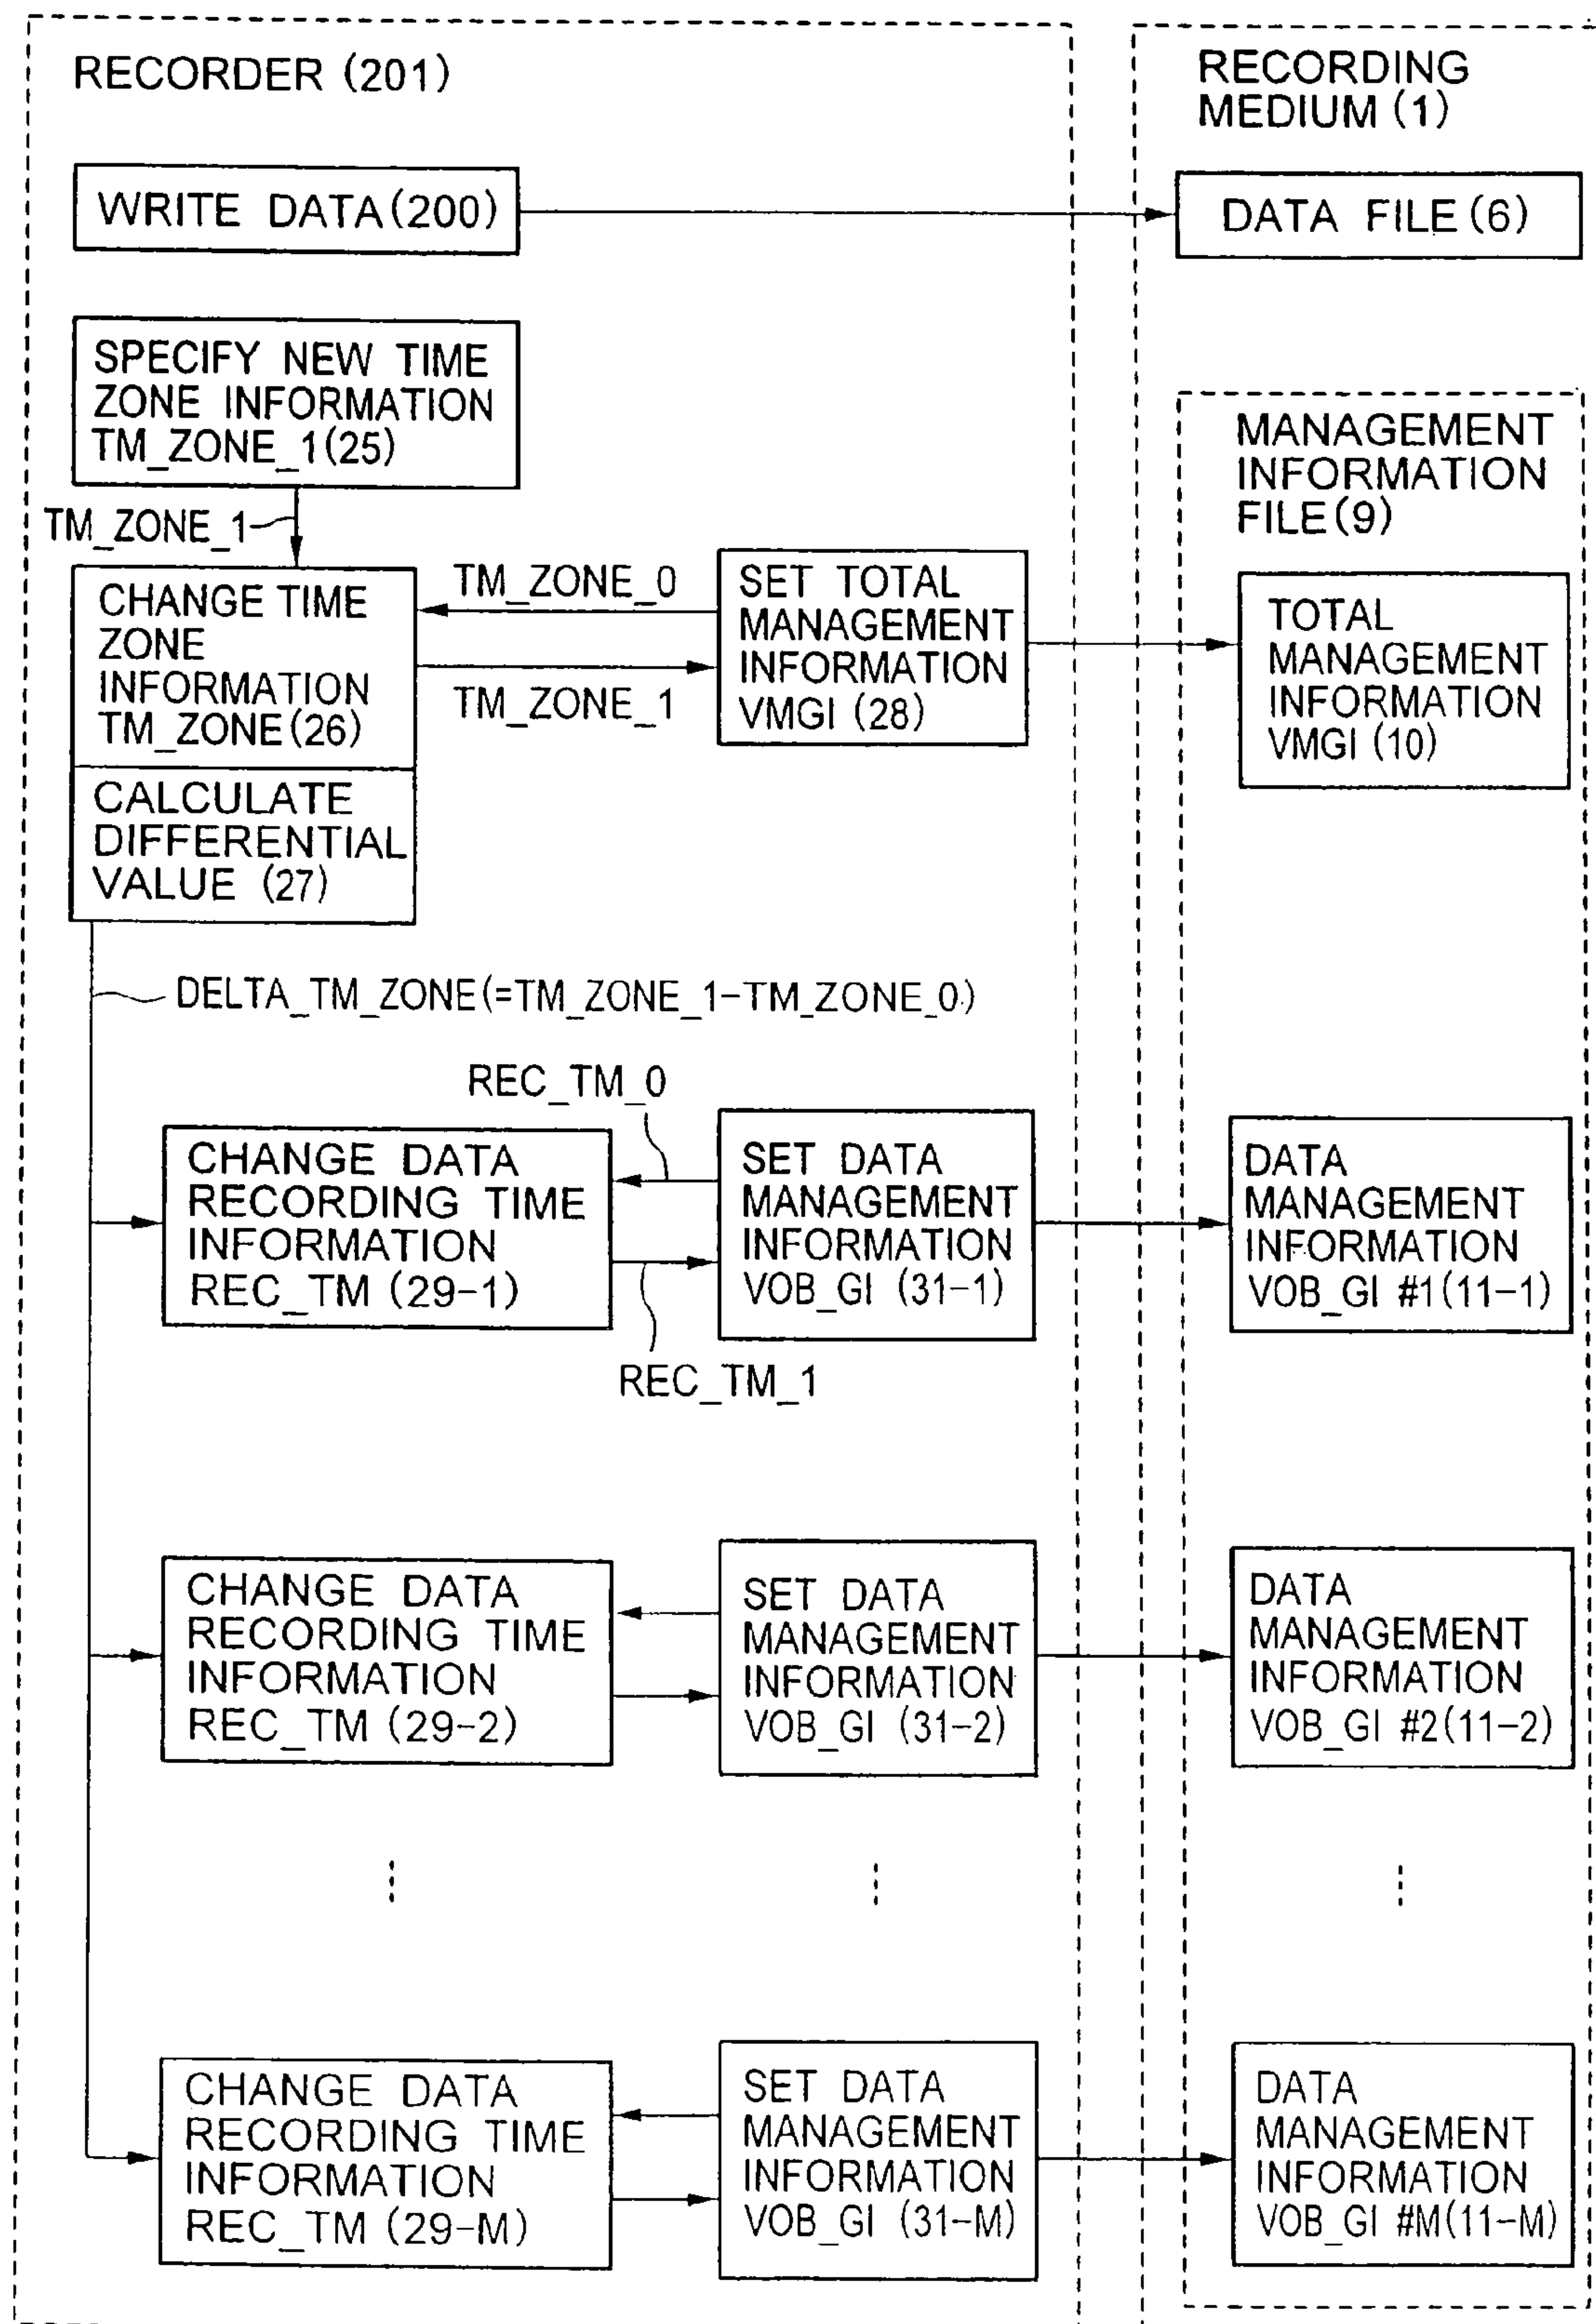 RECORDER (201)
RECORDING
MEDIUM (1)
WRITE DATA(200)
DATA FILE(6)
SPECIFY NEW TIME
ZONE INFORMATION
TM_ZONE_1(25)
MANAGEMENT
INFORMATION
FILE(9)
TM_ZONE_1
CHANGE TIME
ZONE
INFORMATION
TM_ZONE(26)
TM_ZONE_0
TM_ZONE_1
SET TOTAL
MANAGEMENT
INFORMATION
VMGI (28)
TOTAL
MANAGEMENT
INFORMATION
VMGI (10)
CALCULATE
DIFFERENTIAL
VALUE (27)
DELTA_TM_ZONE(=TM_ZONE_1-TM_ZONE_0)
REC_TM_0
CHANGE DATA
RECORDING TIME
INFORMATION
REC_TM (29-1)
SET DATA
MANAGEMENT
INFORMATION
VOB_GI (31-1)
DATA
MANAGEMENT
INFORMATION
VOB_GI #1(11-1)
REC_TM_1
CHANGE DATA
RECORDING TIME
INFORMATION
REC_TM (29-2)
SET DATA
MANAGEMENT
INFORMATION
VOB_GI (31-2)
DATA
MANAGEMENT
INFORMATION
VOB_GI #2(11-2)
CHANGE DATA
RECORDING TIME
INFORMATION
REC_TM (29-M)
SET DATA
MANAGEMENT
INFORMATION
VOB_GI (31-M)
DATA
MANAGEMENT
INFORMATION
VOB_GI #M(11-M)